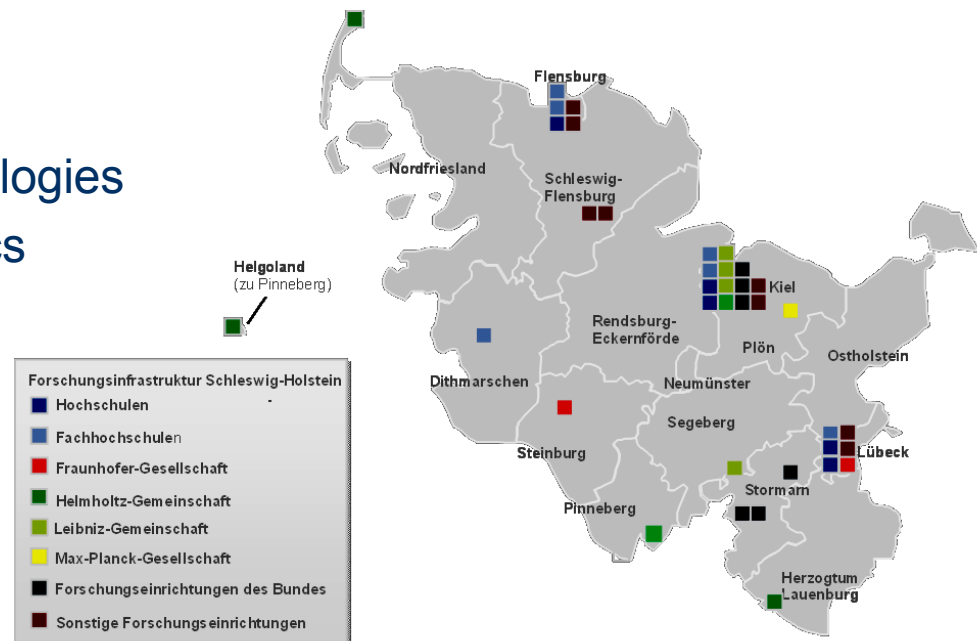 logies
cs
Flensburg
Nordfriesland
Schleswig-
Flensburg
Helgoland
(zu Pinneberg)
Kiel
Rendsburg-
Eckernförde
Plön
Ostholstein
Dithmarschen
Neumünster
Segeberg
Steinburg
Lübeck
Stormarn
Pinneberg
Herzogtum
Lauenburg
Forschungsinfrastruktur Schleswig-Holstein
-
Hochschulen
Fachhochschulen
Fraunhofer-Gesellschaft
Helmholtz-Gemeinschaft
Leibniz-Gemeinschaft
Max-Planck-Gesellschaft
Forschungseinrichtungen des Bundes
Sonstige Forschungseinrichtungen